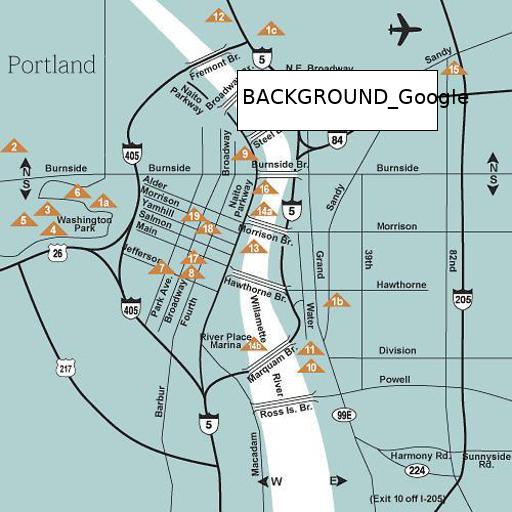 12
1c
Sandy
5
Fremont Br.
N.E. Broadway
15
Portland
Broadway
Naito
Parkway
BACKGROUND_Google
Steel
84
2
405
Broadway
9
N
S
Burnside
Burnside
Burnside Br.
Burnside
N
S
6
1a
Alder
Morrison
Yamhill
Salmon
Main
Naito
Parkway
16
Sandy
3
5
4
Washington
Park
19
18
14a
5
Morrison Br.
Morrison
26
Jefferson
7
17
8
13
Grand
39th
82nd
Park Ave.
Broadway
Fourth
Hawthorne Br.
Hawthorne
405
Willamette
Water
1b
205
River Place
Marina
14b
Marquam Br.
11
10
Division
217
River
Powell
Barbur
Ross Is. Br.
5
99E
Macadam
Harmony Rd.
Sunnyside
Rd.
224
W
E
(Exit 10 off I-205)